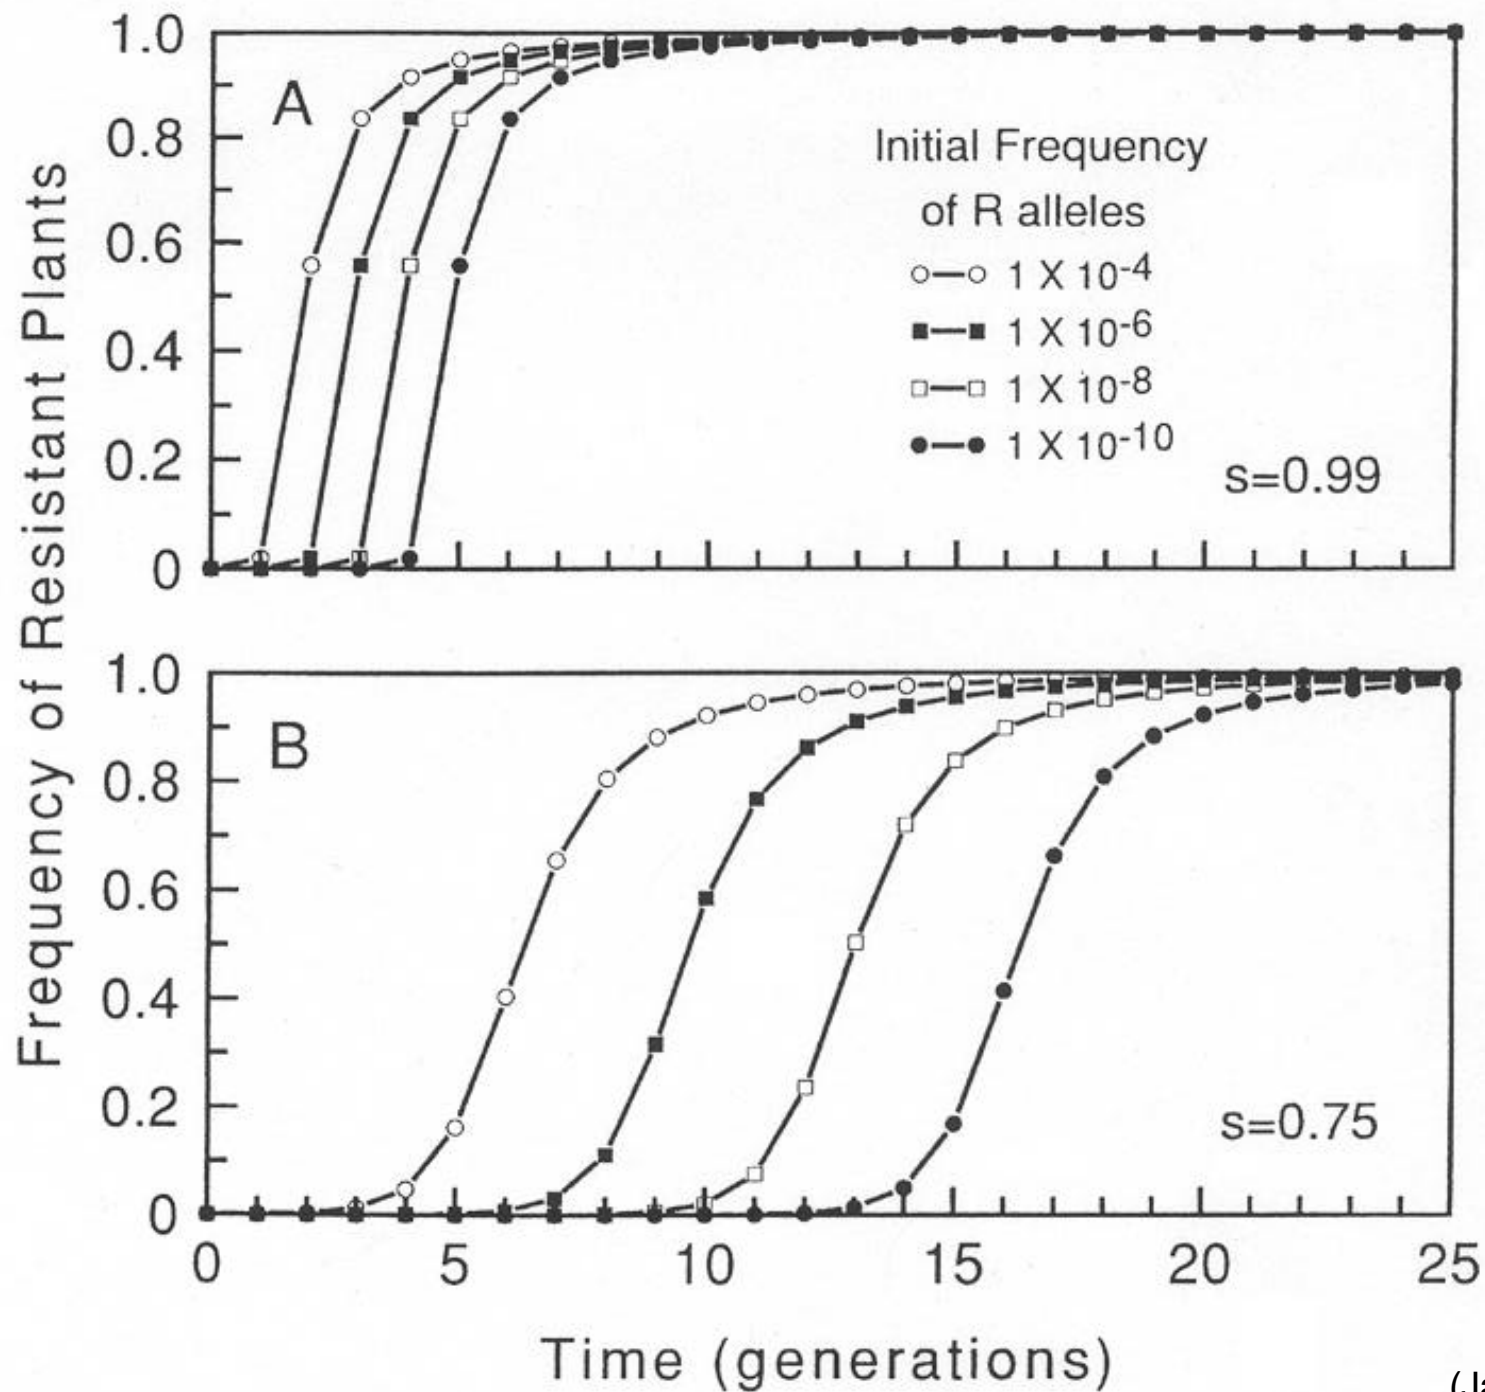 Frequency of Resistant Plants
1.0
0.8
0.6
0.4
0.2
0
A
Initial Frequency
of R alleles
1 X 10-4
1 X 10-6
1 X 10-8
1 X 10-10
s=0.99
1.0
0.8
0.6
0.4
0.2
0
B
s=0.75
0 5 10 15 20 25
Time (generations)